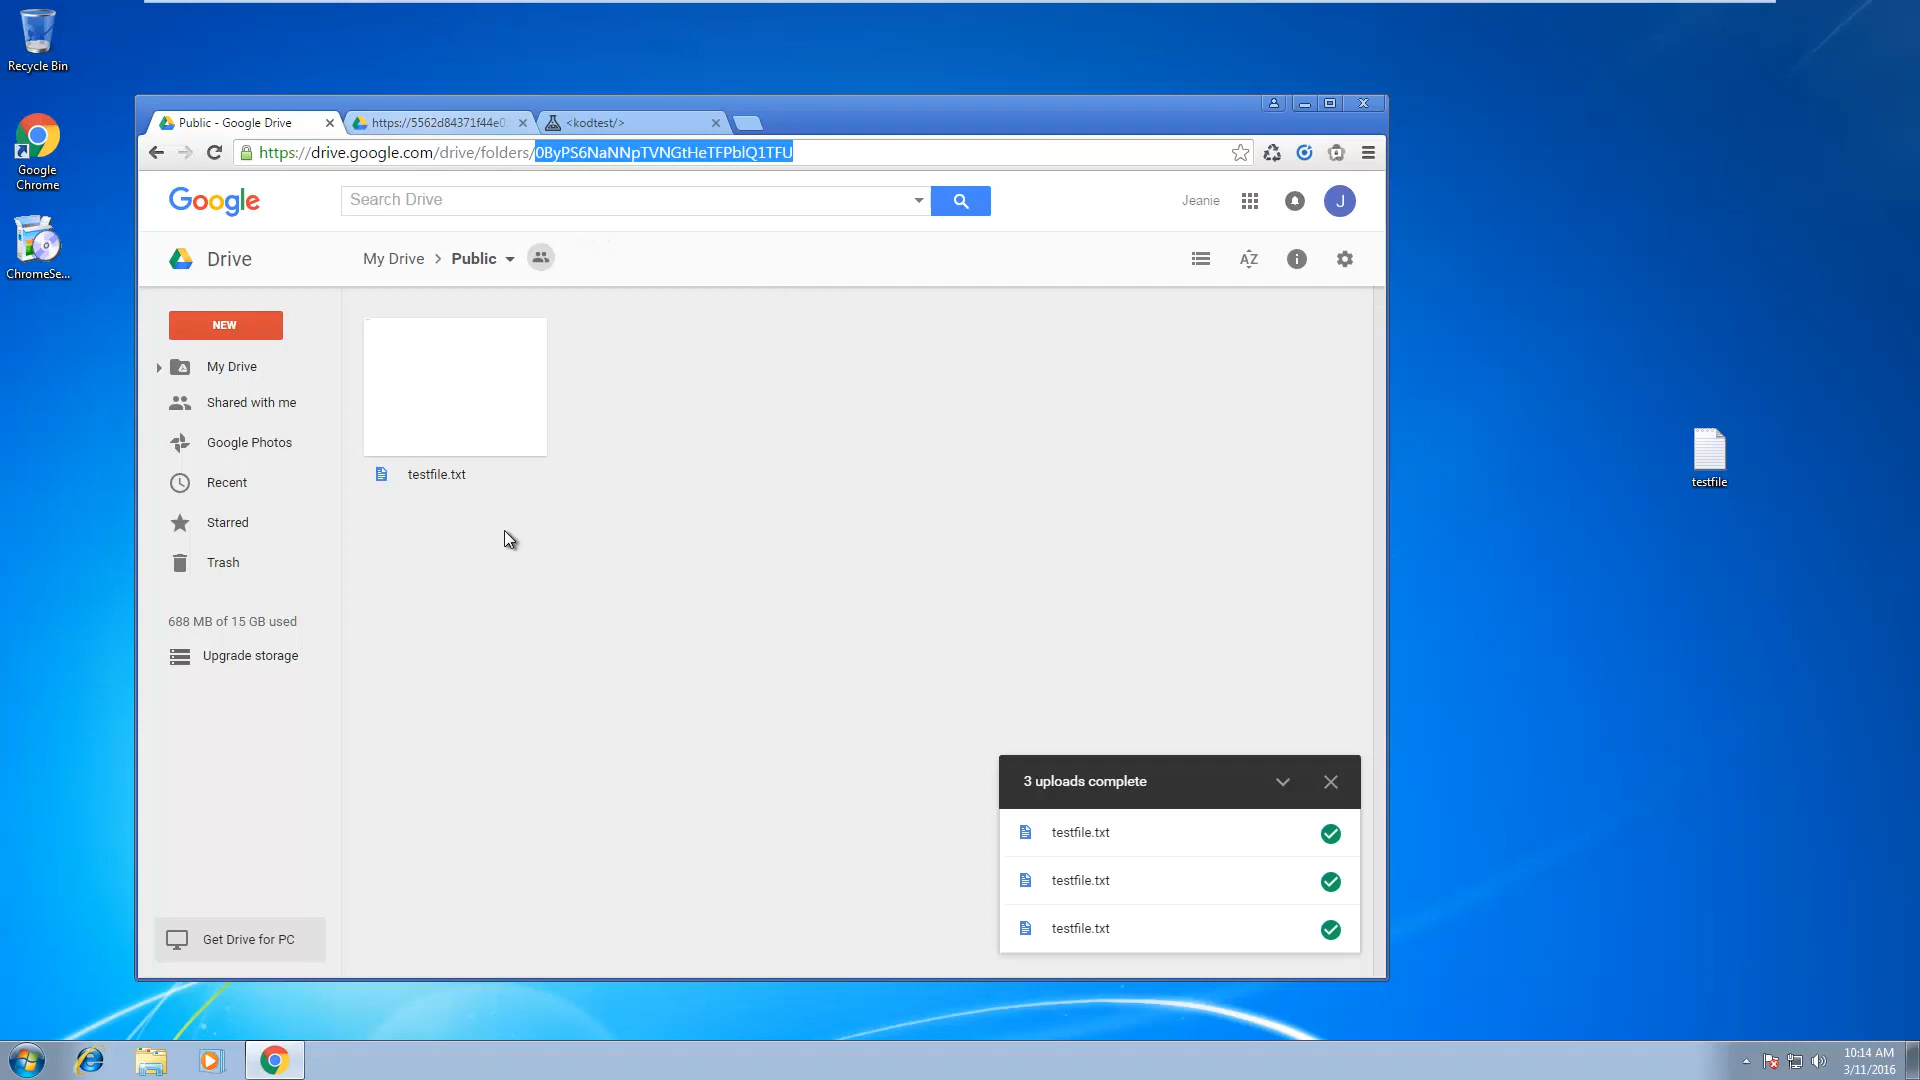 Recycle Bin
Google
Chrome
ChromeSe...
Public - Google Drive
https://5562d84371f44e0
<kodtest/>
https://drive.google.com/drive/folders/0ByPS6NaNNpTVNGtHeTFPblQ1TFU
Google
Search Drive
Jeanie
J
Drive
My Drive > Public
AZ
NEW
My Drive
Shared with me
Google Photos
Recent
Starred
Trash
688 MB of 15 GB used
Upgrade storage
Get Drive for PC
testfile.txt
testfile
3 uploads complete
testfile.txt
testfile.txt
testfile.txt
10:14 AM
3/11/2016